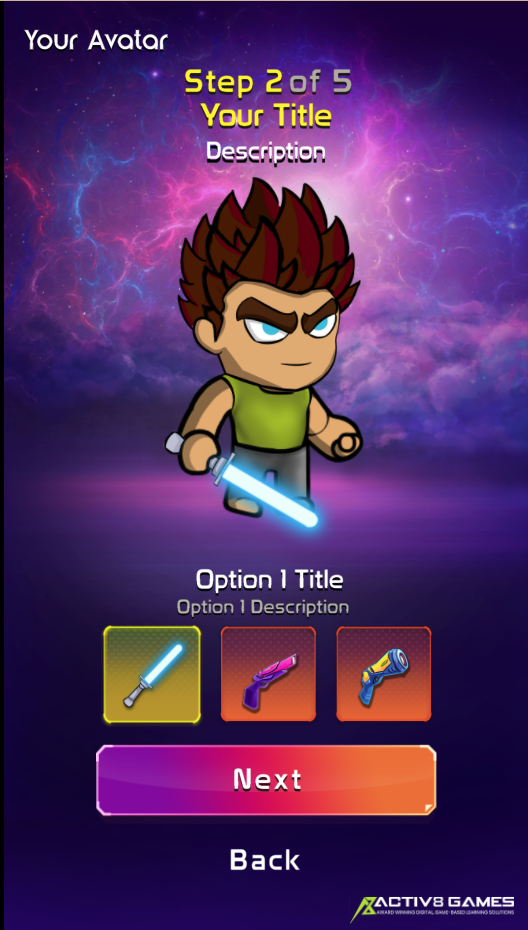 Your Avatar
Step 2 of 5
Your Title
Description
Option 1 Title
Option 1 Description
Next
Back
ACTIV8 GAMES
AWARD WINNING DIGITAL GAME-BASED LEARNING SOLUTIONS